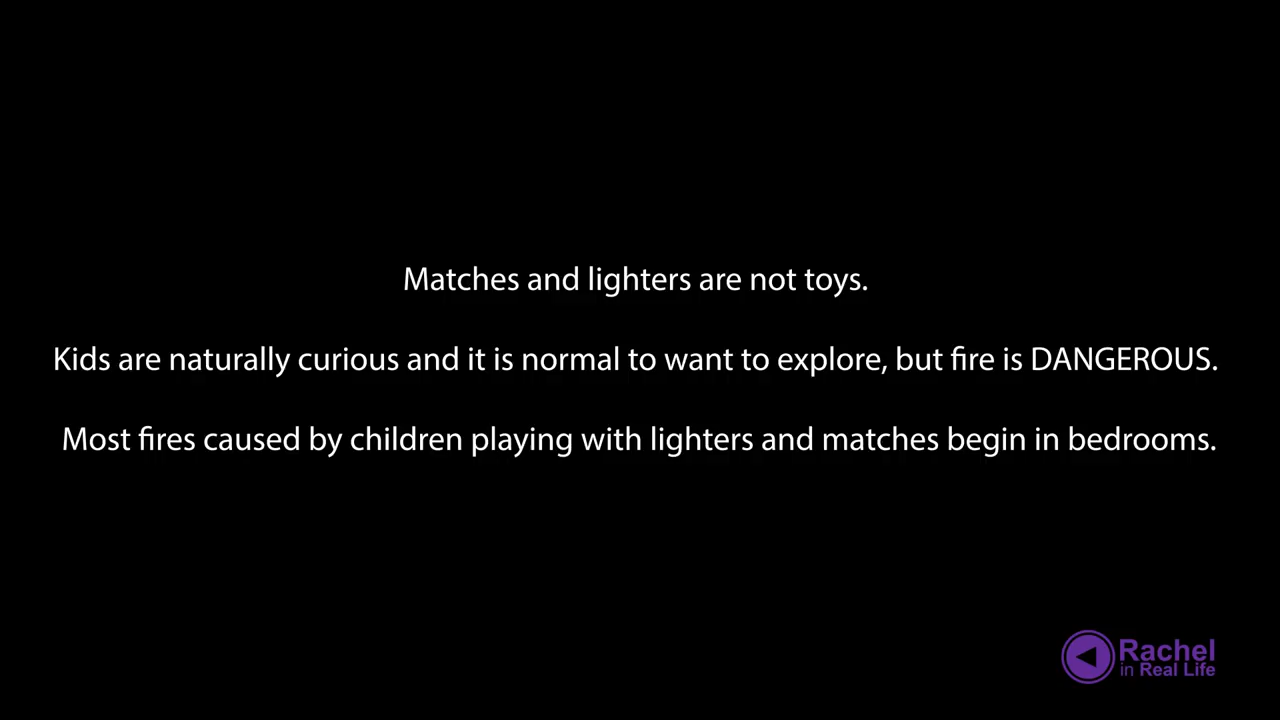 Matches and lighters are not toys.
Kids are naturally curious and it is normal to want to explore, but fire is DANGEROUS.
Most fires caused by children playing with lighters and matches begin in bedrooms.
Rachel
in Real Life